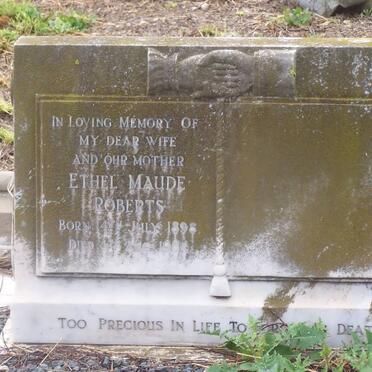 IN LOVING MEMORY OF
MY DEAR WIFE
AND OUR MOTHER
ETHEL MAUDE
ROBERTS
BORN JULY 1898
DIED
TOO PRECIOUS IN LIFE TO